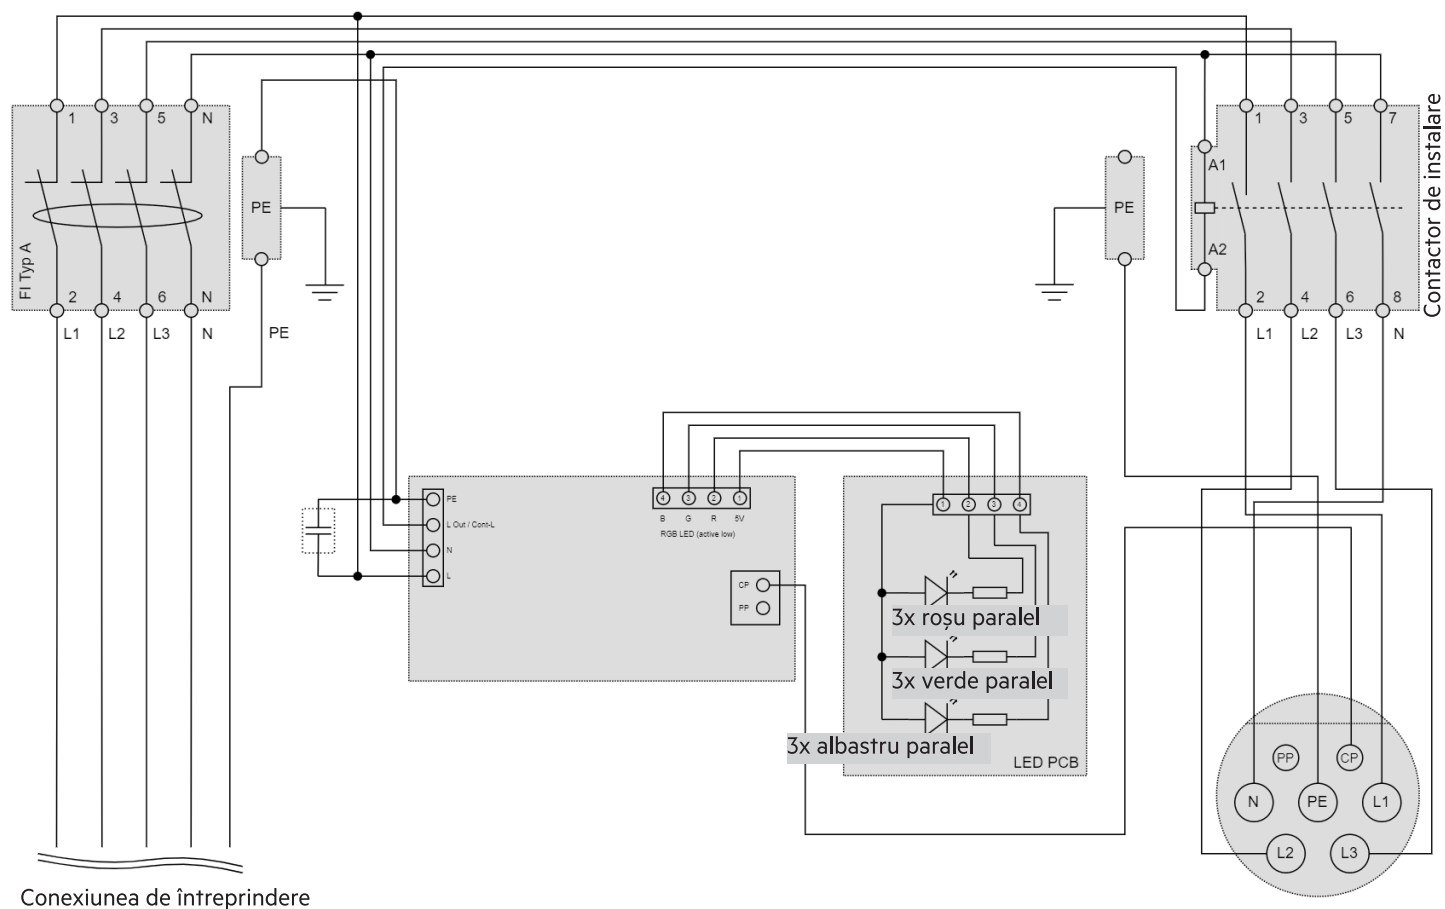 1 3 5 N
FI Typ A
2 4 6 N
L1 L2 L3 N PE
PE
PE
1 3 5 7
A1
A2
2 4 6 8
L1 L2 L3 N
Contactor de instalare
PE
L Out / Cont-L
N
L
4 3 2 1
B G R 5V
RGB LED (active low)
CP
PP
1 2 3 4
3x roșu paralel
3x verde paralel
3x albastru paralel
LED PCB
PP CP
N PE L1
L2 L3
Conexiunea de întreprindere